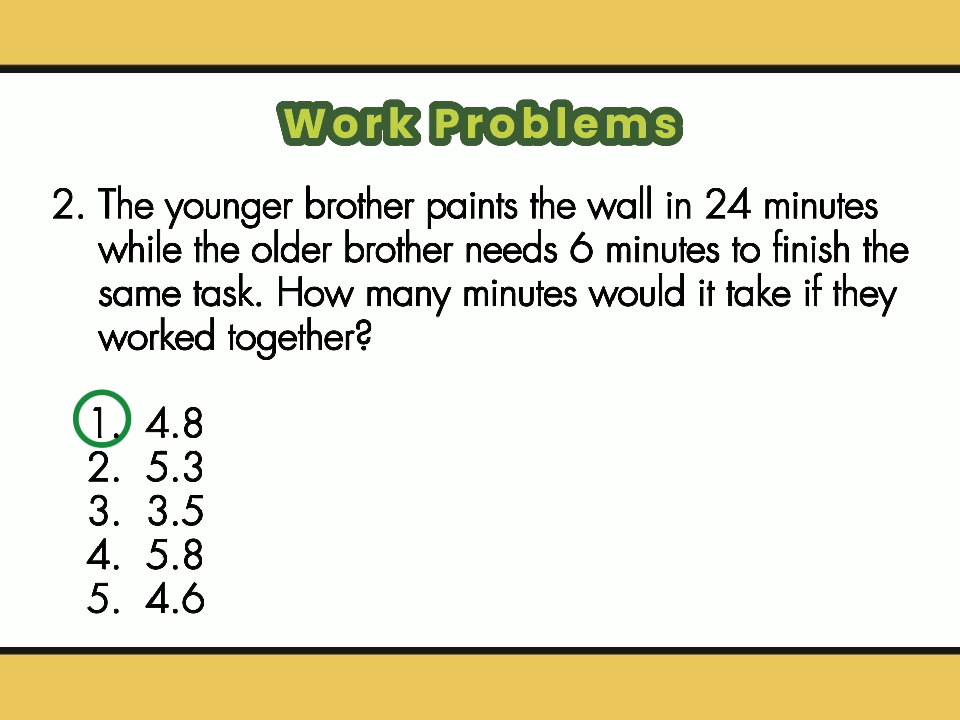 Work Problems
2. The younger brother paints the wall in 24 minutes
while the older brother needs 6 minutes to finish the
same task. How many minutes would it take if they
worked together?
1. 4.8
2. 5.3
3. 3.5
4. 5.8
5. 4.6